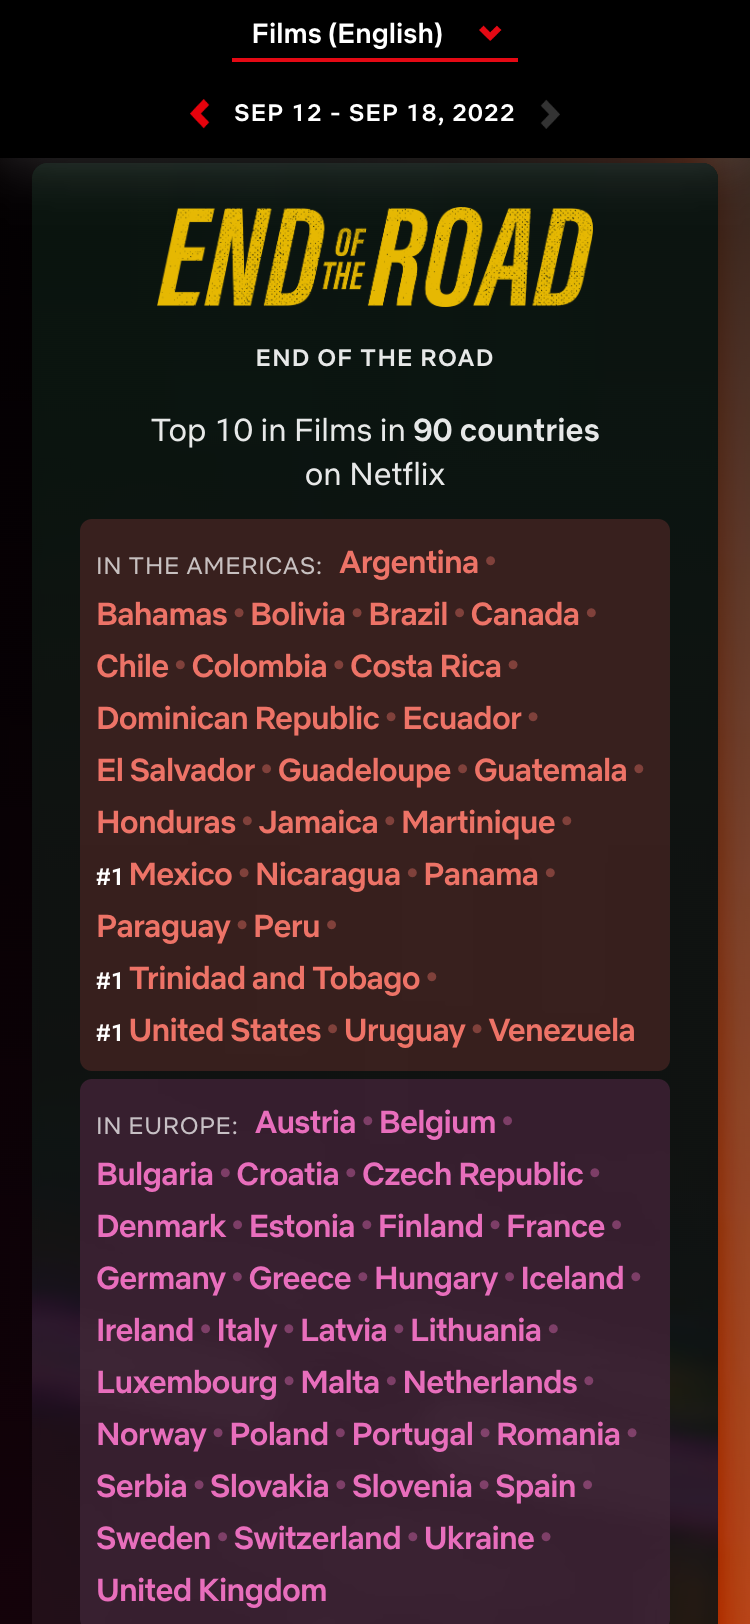 Films (English)
SEP 12 - SEP 18, 2022
END OF THE ROAD
END OF THE ROAD
Top 10 in Films in 90 countries
on Netflix
IN THE AMERICAS: Argentina •
Bahamas • Bolivia • Brazil • Canada •
Chile • Colombia • Costa Rica •
Dominican Republic • Ecuador •
El Salvador • Guadeloupe • Guatemala •
Honduras • Jamaica • Martinique •
#1 Mexico • Nicaragua • Panama •
Paraguay • Peru •
#1 Trinidad and Tobago •
#1 United States • Uruguay • Venezuela
IN EUROPE: Austria • Belgium •
Bulgaria • Croatia • Czech Republic •
Denmark • Estonia • Finland • France •
Germany • Greece • Hungary • Iceland •
Ireland • Italy • Latvia • Lithuania •
Luxembourg • Malta • Netherlands •
Norway • Poland • Portugal • Romania •
Serbia • Slovakia • Slovenia • Spain •
Sweden • Switzerland • Ukraine •
United Kingdom